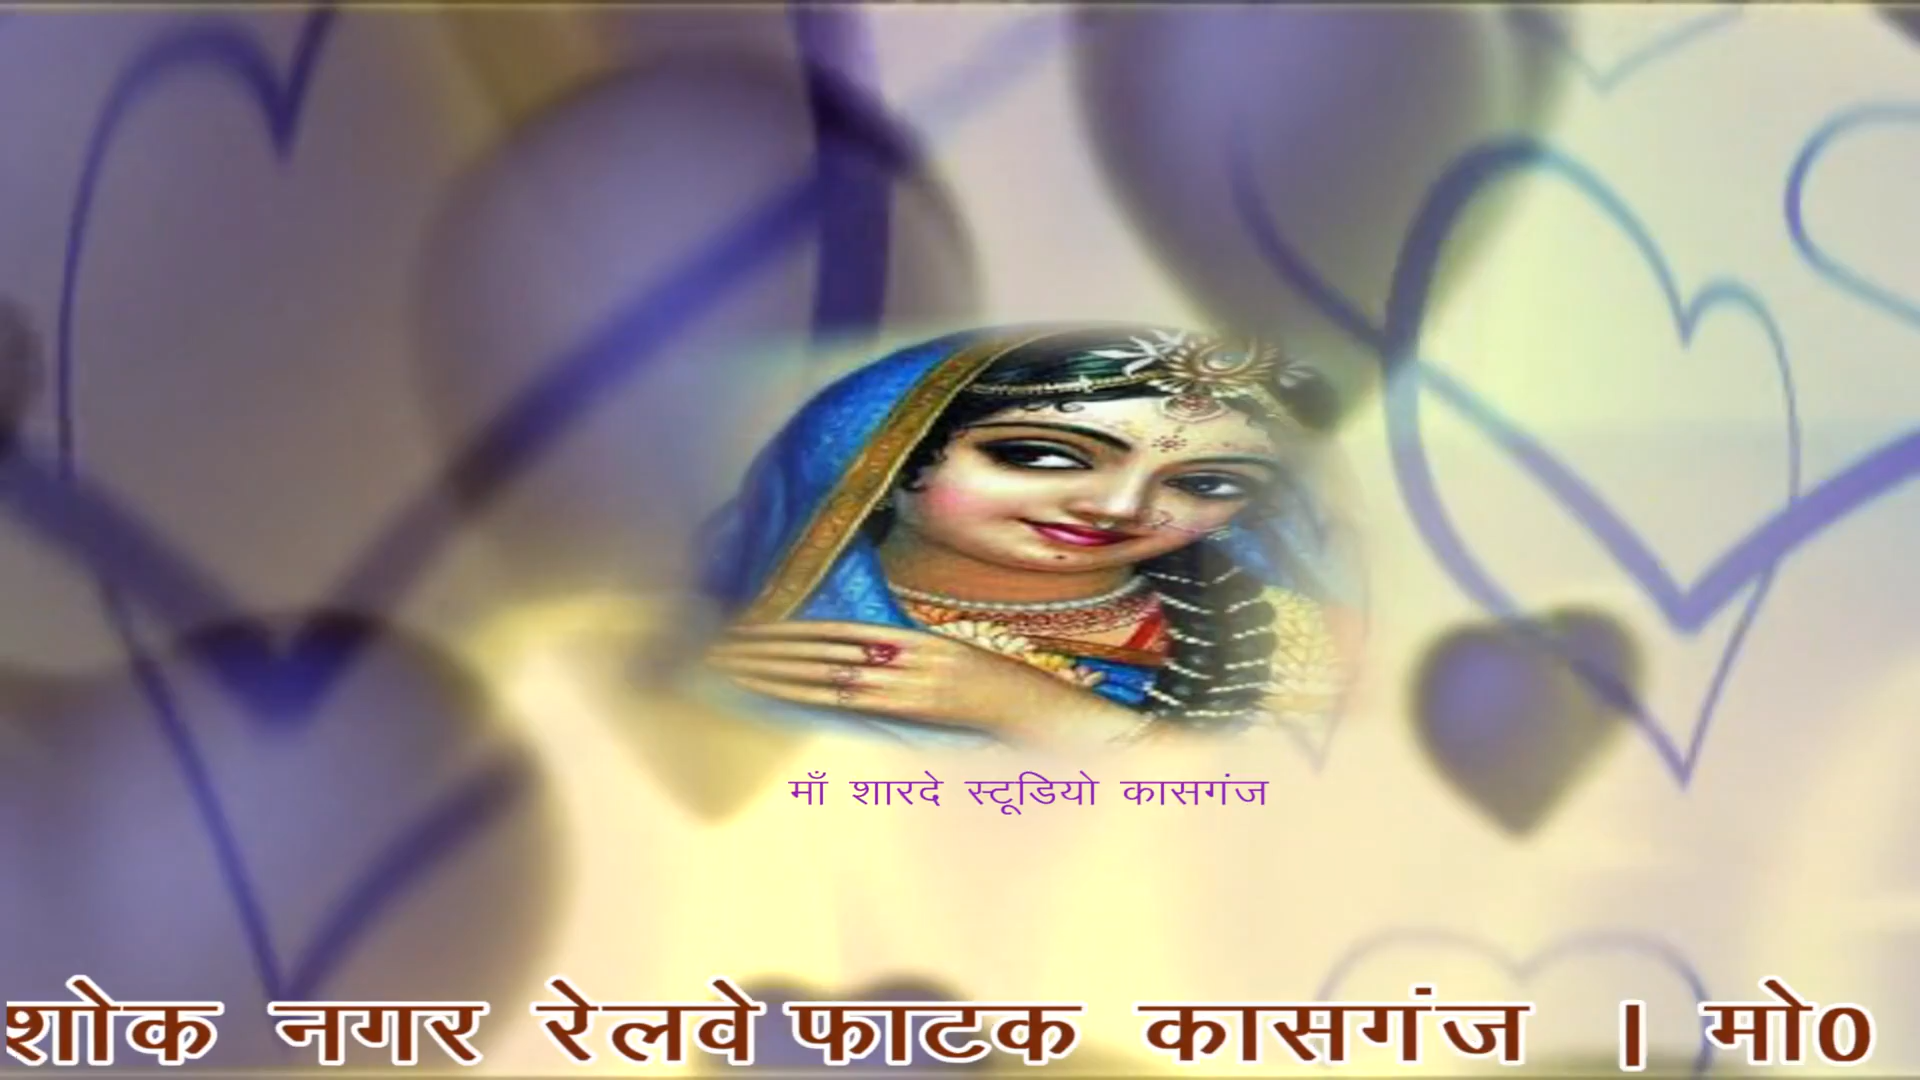 माँ शारदे स्टूडियो कासगंज
शोक नगर रेलवे फाटक कासगंज । मो0